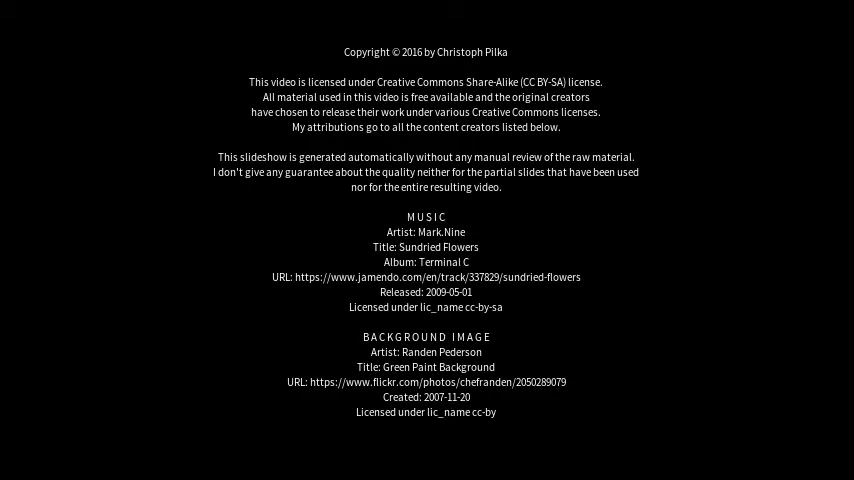 Copyright © 2016 by Christoph Pilka
This video is licensed under Creative Commons Share-Alike (CC BY-SA) license.
All material used in this video is free available and the original creators
have chosen to release their work under various Creative Commons licenses.
My attributions go to all the content creators listed below.
This slideshow is generated automatically without any manual review of the raw material.
I don't give any guarantee about the quality neither for the partial slides that have been used
nor for the entire resulting video.
M U S I C
Artist: Mark.Nine
Title: Sundried Flowers
Album: Terminal C
URL: https://www.jamendo.com/en/track/337829/sundried-flowers
Released: 2009-05-01
Licensed under lic_name cc-by-sa
B A C K G R O U N D   I M A G E
Artist: Randen Pederson
Title: Green Paint Background
URL: https://www.flickr.com/photos/chefranden/2050289079
Created: 2007-11-20
Licensed under lic_name cc-by